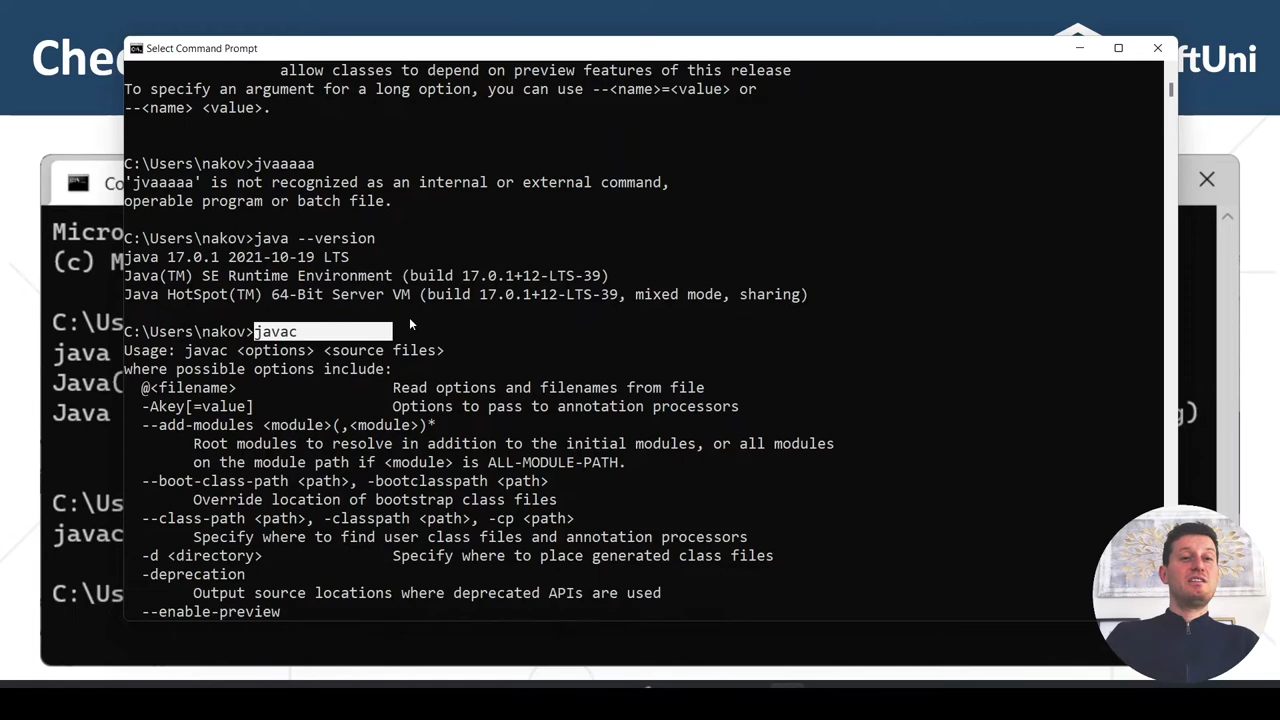 Chec
ftUni
Select Command Prompt
allow classes to depend on preview features of this release
To specify an argument for a long option, you can use --<name>=<value> or
--<name> <value>.
C:\Users\nakov>jvaaaaa
'jvaaaaa' is not recognized as an internal or external command,
operable program or batch file.
C:\Users\nakov>java --version
java 17.0.1 2021-10-19 LTS
Java(TM) SE Runtime Environment (build 17.0.1+12-LTS-39)
Java HotSpot(TM) 64-Bit Server VM (build 17.0.1+12-LTS-39, mixed mode, sharing)
C:\Users\nakov>javac
Usage: javac <options> <source files>
where possible options include:
@<filename> Read options and filenames from file
-Akey[=value] Options to pass to annotation processors
--add-modules <module>(,<module>)*
Root modules to resolve in addition to the initial modules, or all modules
on the module path if <module> is ALL-MODULE-PATH.
--boot-class-path <path>, -bootclasspath <path>
Override location of bootstrap class files
--class-path <path>, -classpath <path>, -cp <path>
Specify where to find user class files and annotation processors
-d <directory> Specify where to place generated class files
-deprecation
Output source locations where deprecated APIs are used
--enable-preview
Co
Micro
(c) M
C:\Us
java
Java(
Java
g)
C:\Us
javac
C:\Us